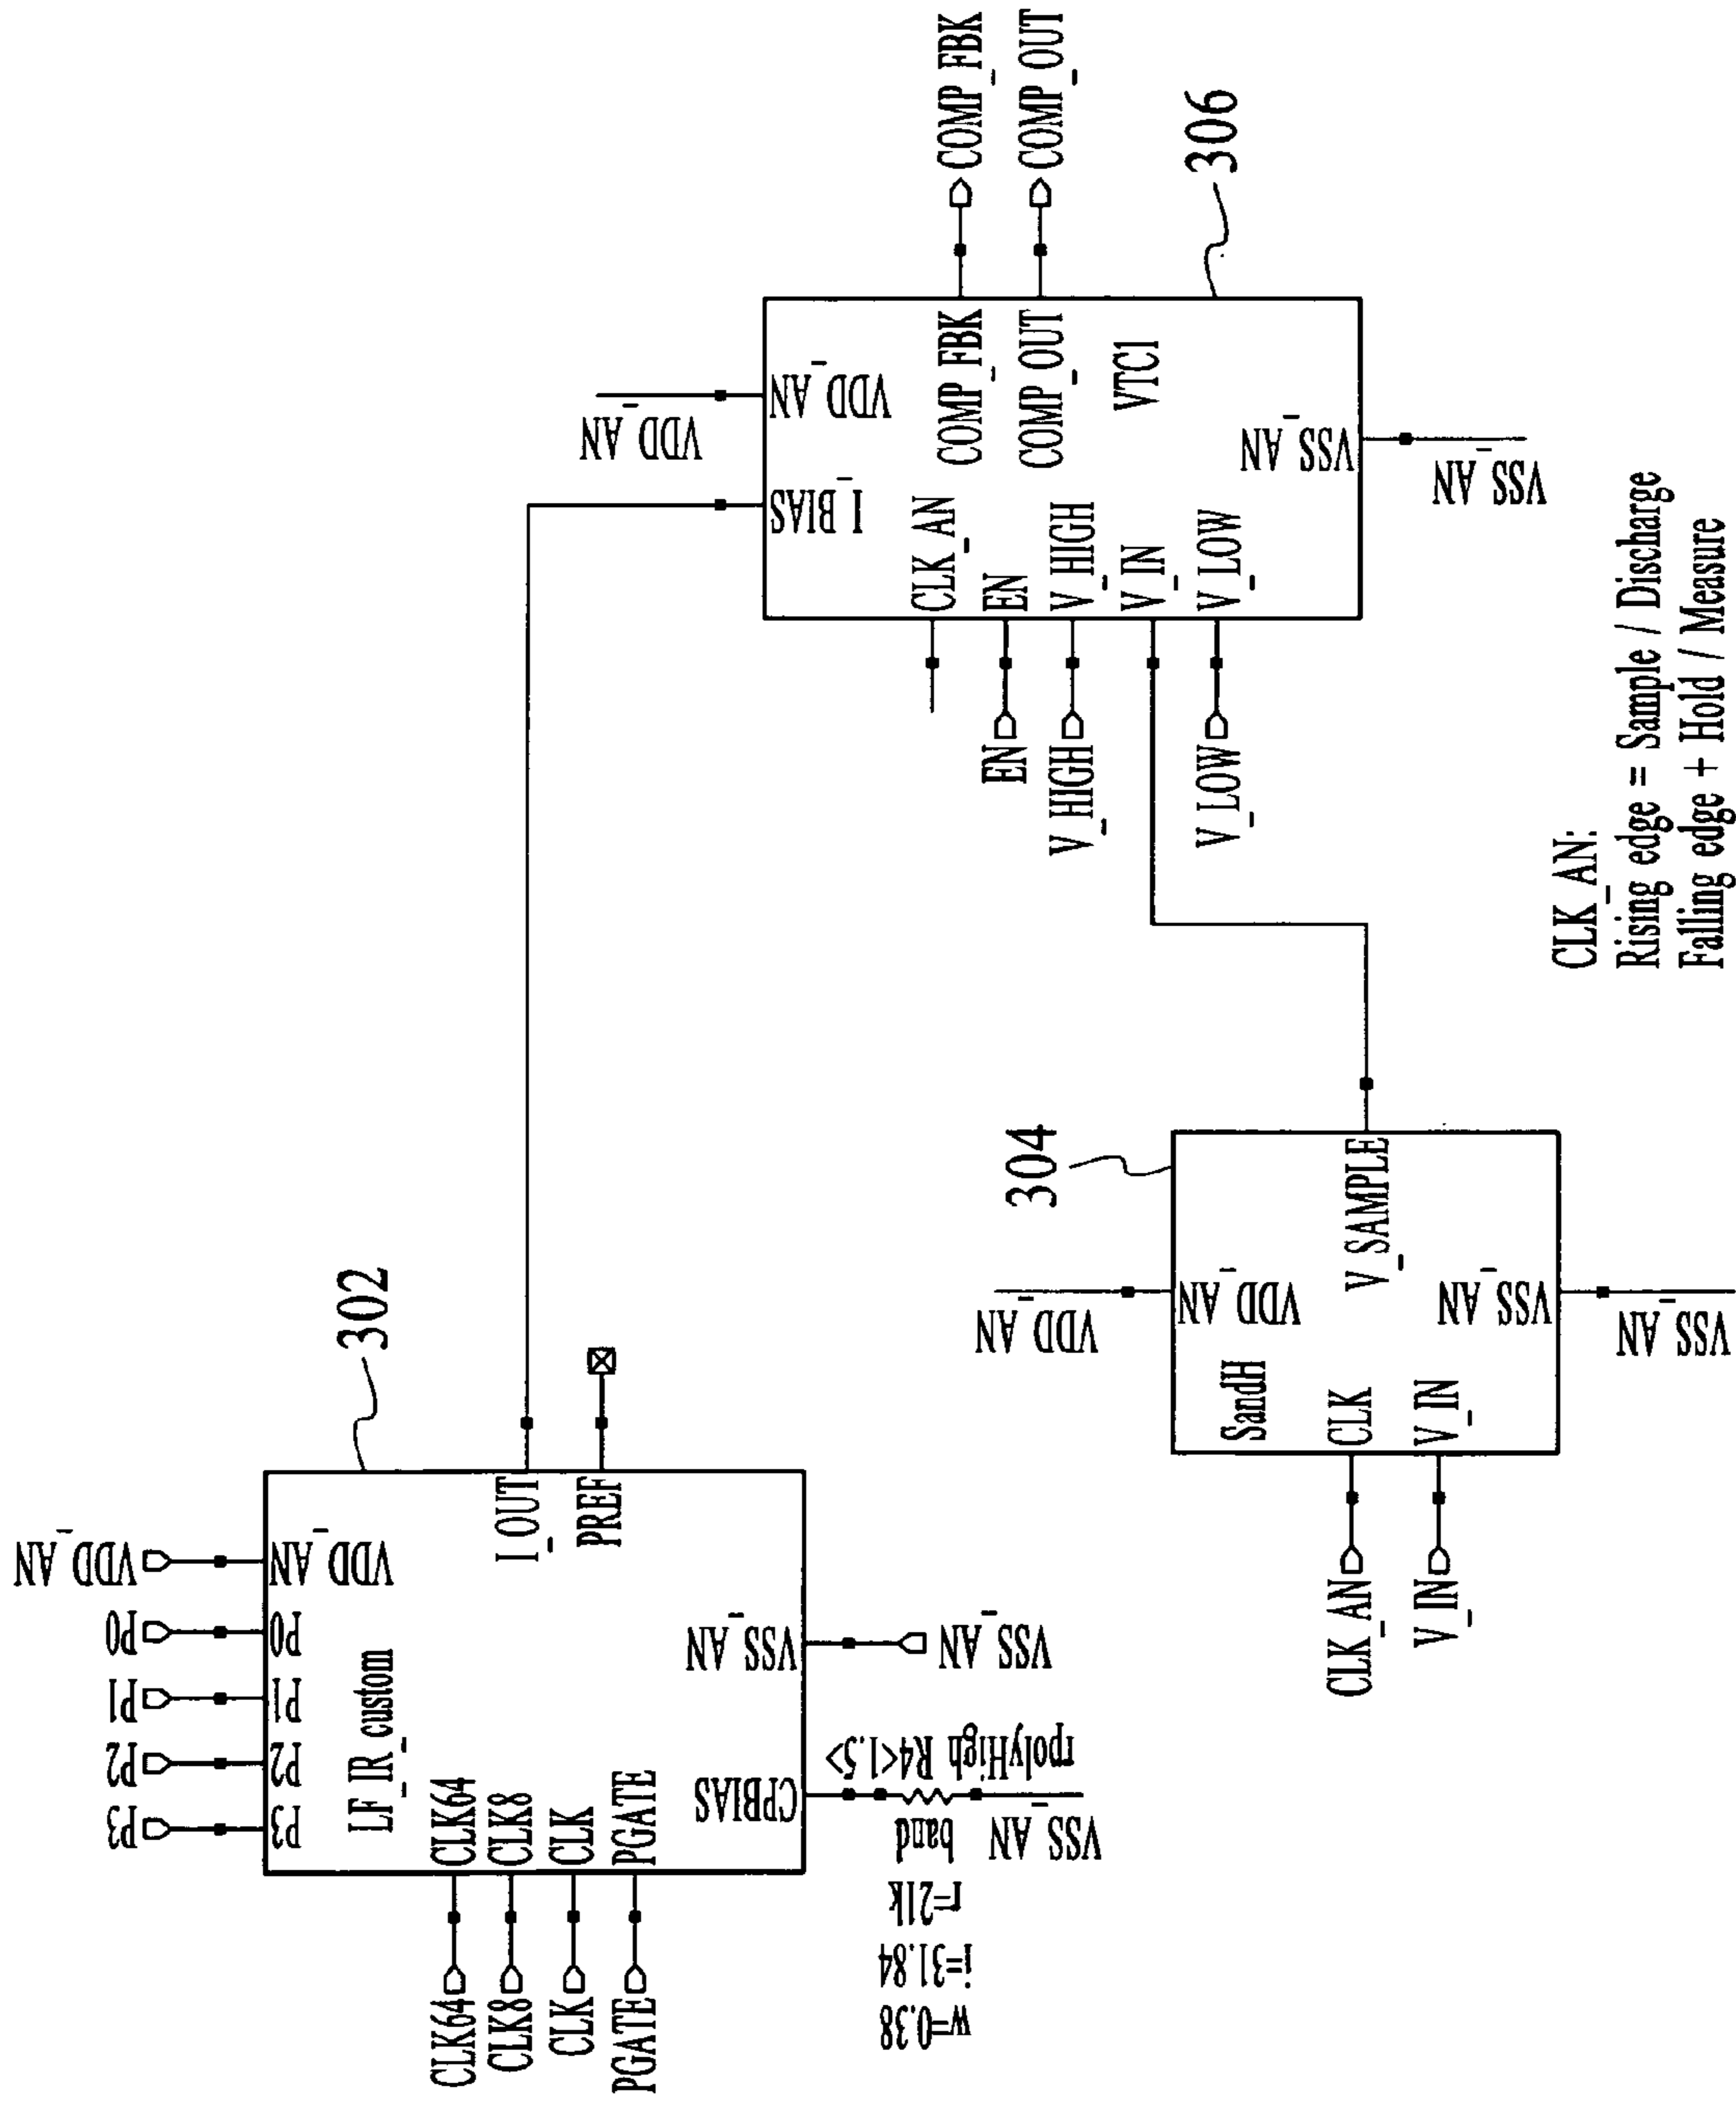 P3
P2
P1
P0
VDD_AN
P3
P2
P1
P0
VDD_AN
302
LF_IR_custom
CLK64
CLK64
CLK8
CLK8
CLK
CLK
PGATE
PGATE
I_OUT
PREF
CPBIAS
VSS_AN
VSS_AN
rpolyHigh R4<1.5>
band
r=21k
i=31.84
w=0.38
VSS_AN
VDD_AN
304
VDD_AN
SandH
CLK_AN
CLK
V_IN
V_IN
V_SAMPLE
VSS_AN
VSS_AN
VDD_AN
I_BIAS
VDD_AN
CLK_AN
EN
EN
V_HIGH
V_HIGH
V_IN
V_LOW
V_LOW
COMP_FBK
COMP_FBK
COMP_OUT
COMP_OUT
VTC1
306
VSS_AN
VSS_AN
CLK_AN:
Rising edge = Sample / Discharge
Falling edge + Hold / Measure